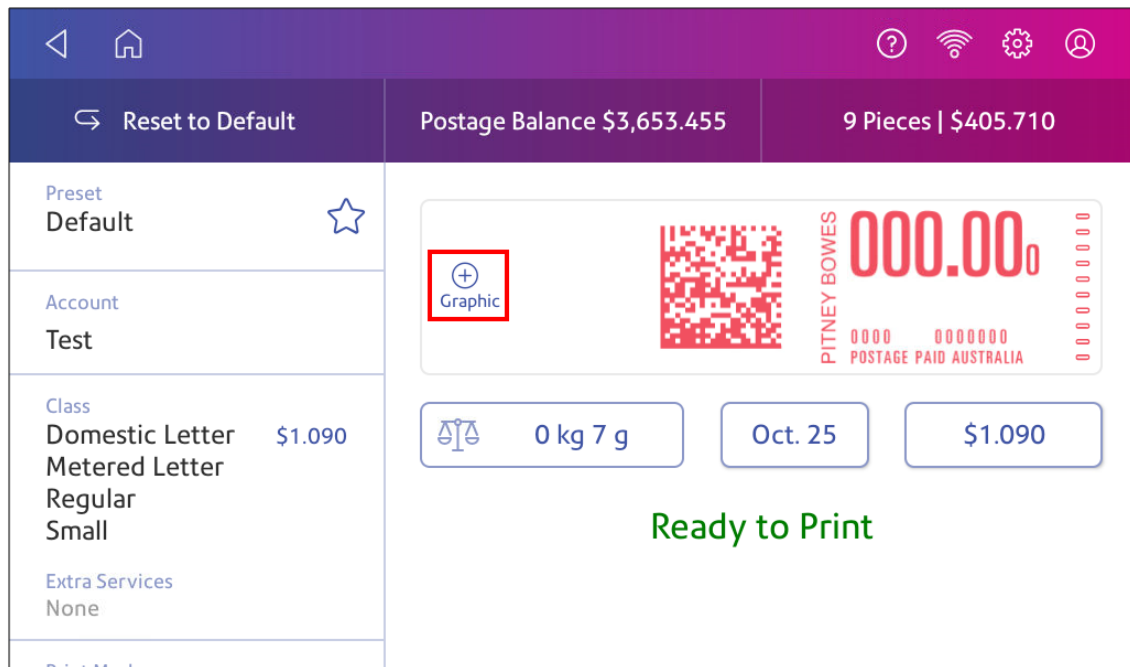 Reset to Default
Postage Balance $3,653.455
9 Pieces | $405.710
Preset
Default
Account
Test
Class
Domestic Letter $1.090
Metered Letter
Regular
Small
Extra Services
None
Graphic
PITNEY BOWES
000.000
0000 0000000
POSTAGE PAID AUSTRALIA
0000000000
0 kg 7 g
Oct. 25
$1.090
Ready to Print